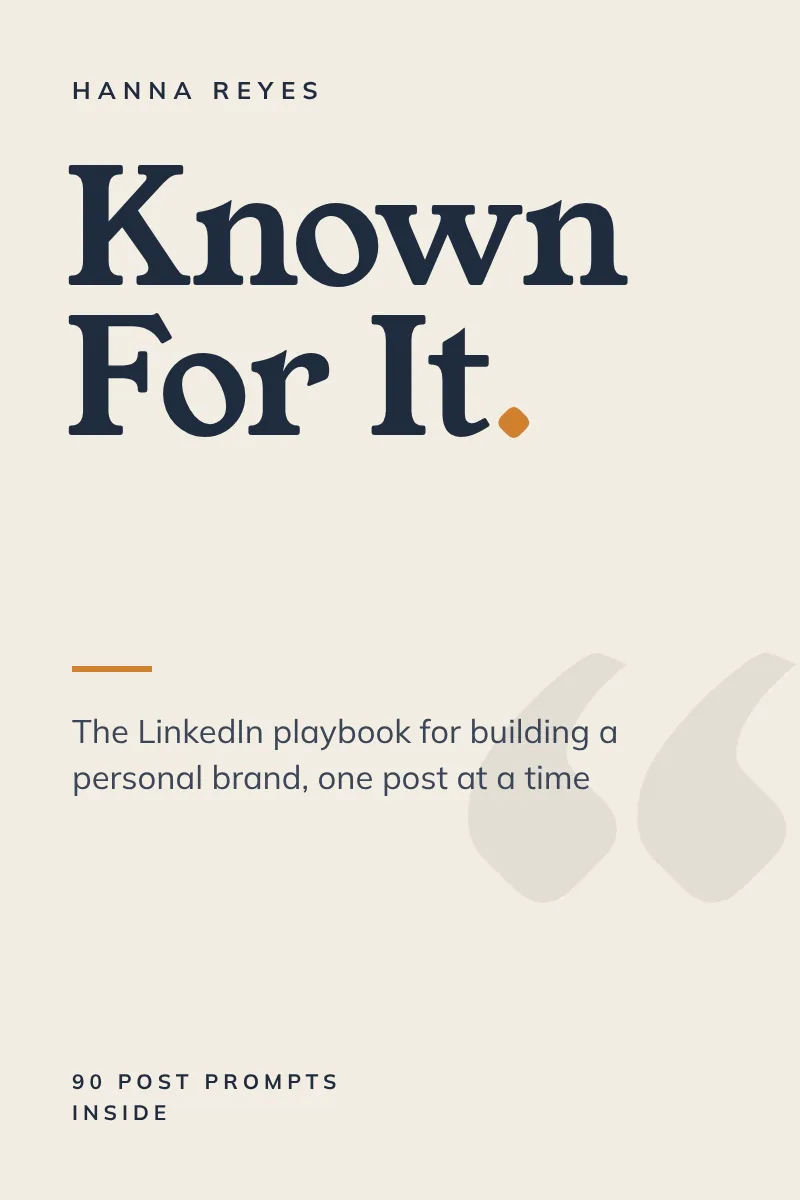 HANNA REYES
Known
For It.
The LinkedIn playbook for building a
personal brand, one post at a time
“
90 POST PROMPTS
INSIDE